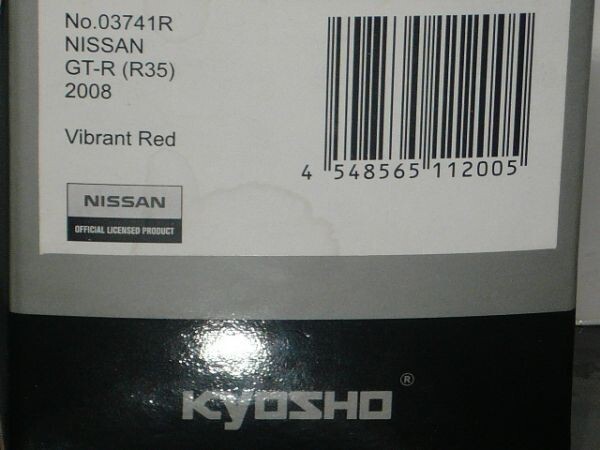 No.03741R
NISSAN
GT-R (R35)
2008
Vibrant Red
4 548565 112005
NISSAN
OFFICIAL LICENSED PRODUCT
KYOSHO ®